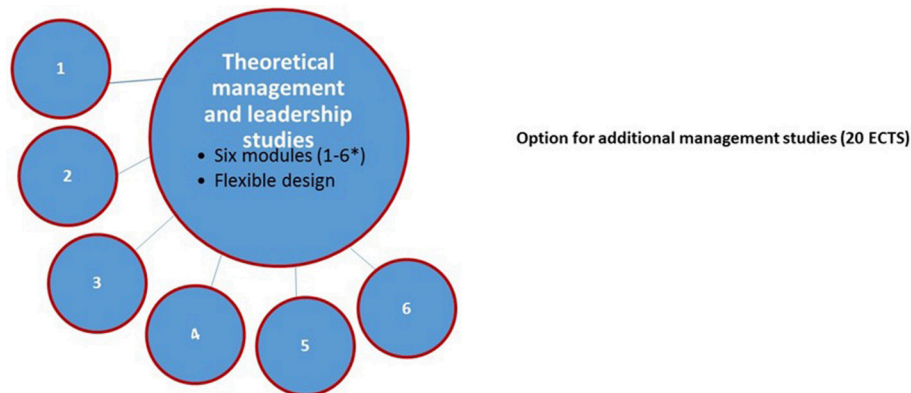 Theoretical
management
and leadership
studies
• Six modules (1-6*)
• Flexible design
1
2
3
4
5
6
Option for additional management studies (20 ECTS)